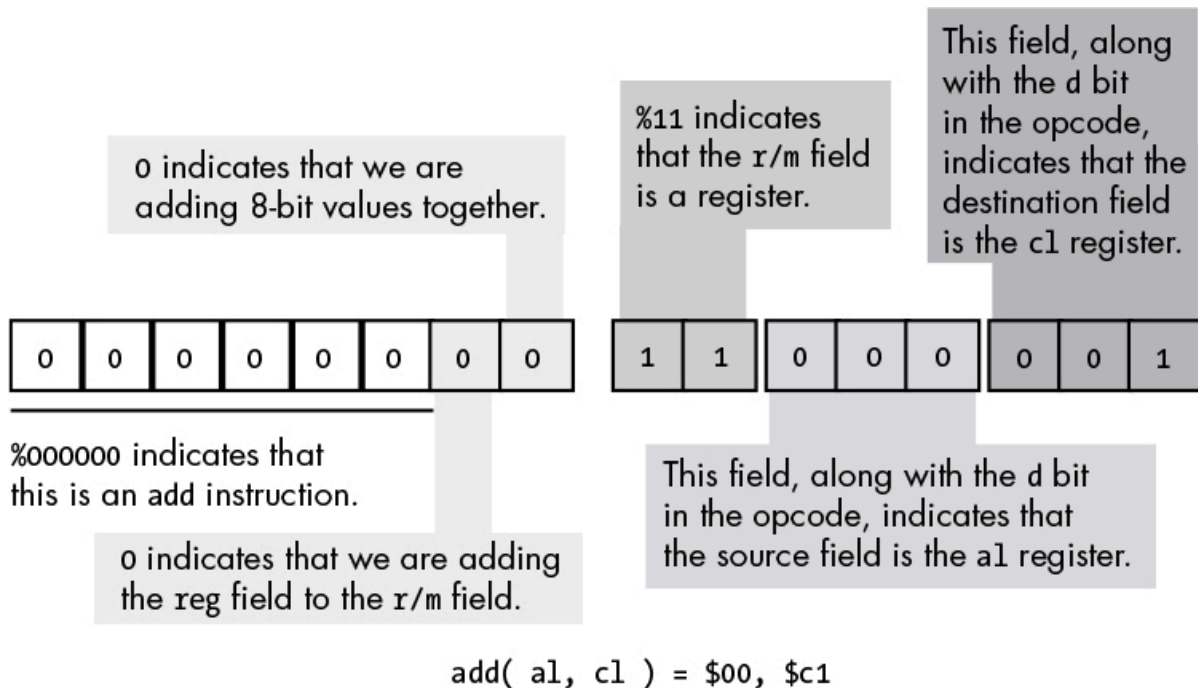 This field, along
with the d bit
in the opcode,
indicates that the
destination field
is the cl register.
%11 indicates
that the r/m field
is a register.
0 indicates that we are
adding 8-bit values together.
0 0 0 0 0 0 0 0 1 1 0 0 0 0 0 1
%000000 indicates that
this is an add instruction.
This field, along with the d bit
in the opcode, indicates that
the source field is the al register.
0 indicates that we are adding
the reg field to the r/m field.
add( al, cl ) = $00, $c1